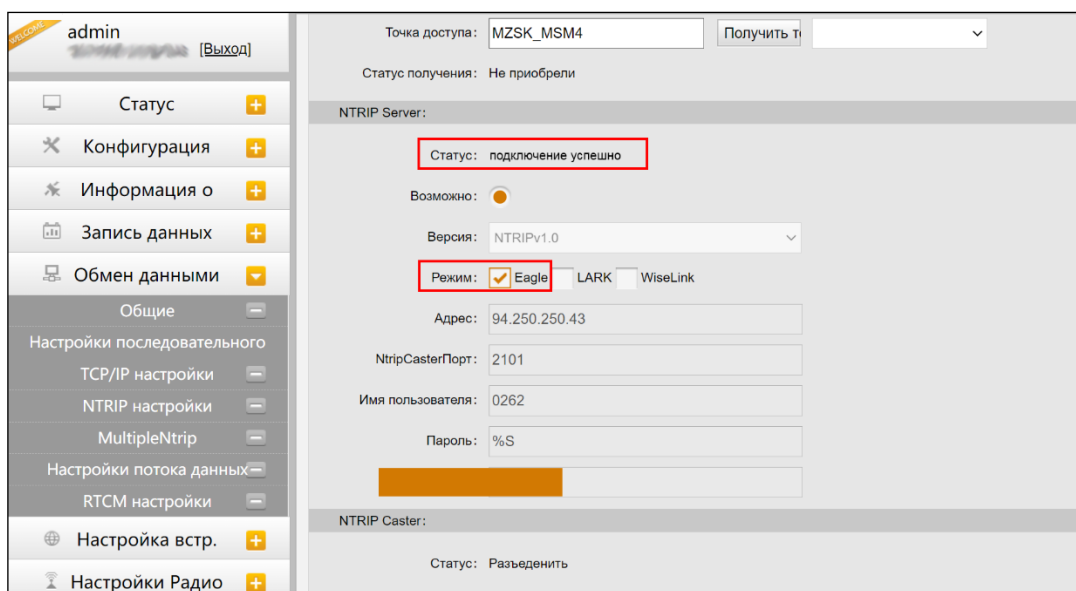 WELCOME
admin
[Выход]
Статус
Конфигурация
Информация о
Запись данных
Обмен данными
Общие
Настройки последовательного
TCP/IP настройки
NTRIP настройки
MultipleNtrip
Настройки потока данных
RTCM настройки
Настройка встр.
Настройки Радио
Точка доступа: MZSK_MSM4 Получить т
Статус получения: Не приобрели
NTRIP Server:
Статус: подключение успешно
Возможно:
Версия: NTRIPv1.0
Режим: Eagle LARK WiseLink
Адрес: 94.250.250.43
NtripCasterПорт: 2101
Имя пользователя: 0262
Пароль: %S
NTRIP Caster:
Статус: Разъеденить